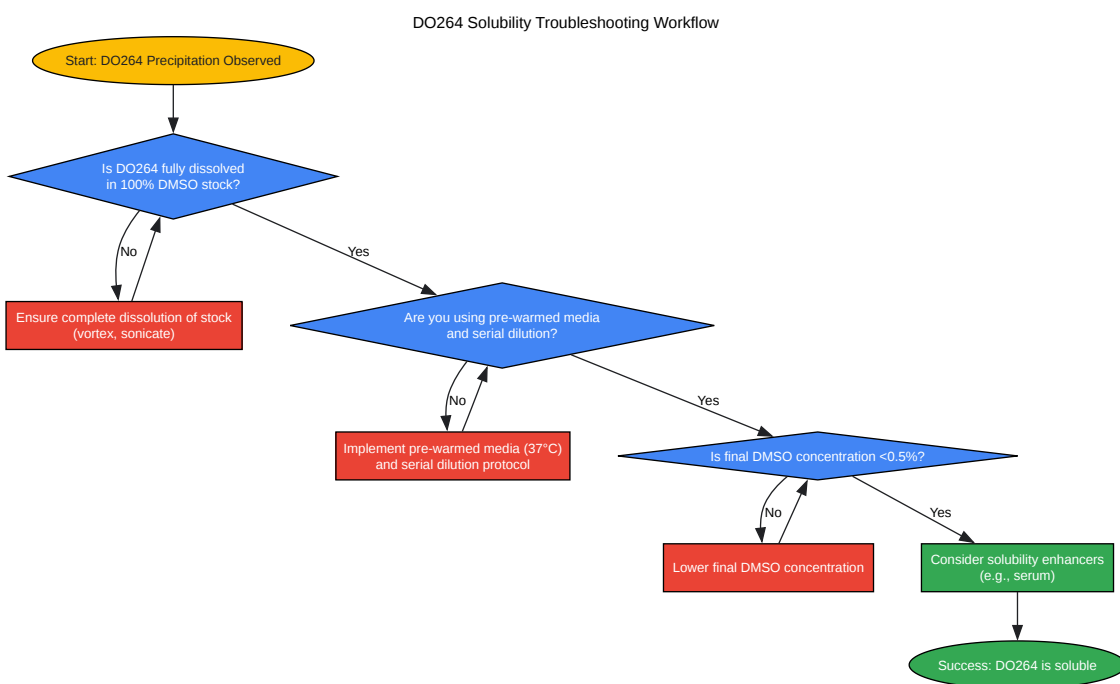 DO264 Solubility Troubleshooting Workflow
Start: DO264 Precipitation Observed
Is DO264 fully dissolved
in 100% DMSO stock?
No
Yes
Ensure complete dissolution of stock
(vortex, sonicate)
Are you using pre-warmed media
and serial dilution?
No
Yes
Implement pre-warmed media (37°C)
and serial dilution protocol
Is final DMSO concentration <0.5%?
No
Yes
Lower final DMSO concentration
Consider solubility enhancers
(e.g., serum)
Success: DO264 is soluble